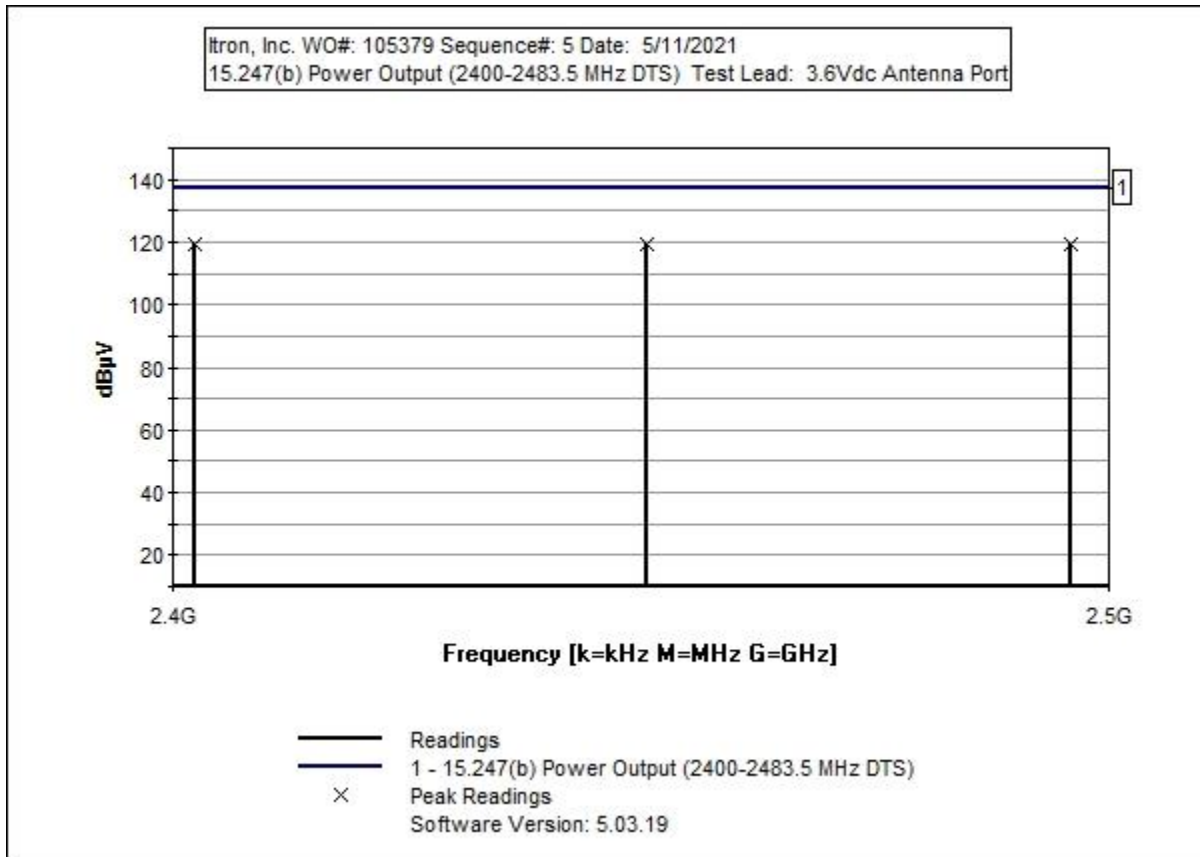 Itron, Inc. WO#: 105379 Sequence#: 5 Date: 5/11/2021
15.247(b) Power Output (2400-2483.5 MHz DTS) Test Lead: 3.6Vdc Antenna Port
140
1
120
100
80
60
40
20
dBµV
2.4G
2.5G
Frequency [k=kHz M=MHz G=GHz]
Readings
1 - 15.247(b) Power Output (2400-2483.5 MHz DTS)
Peak Readings
Software Version: 5.03.19